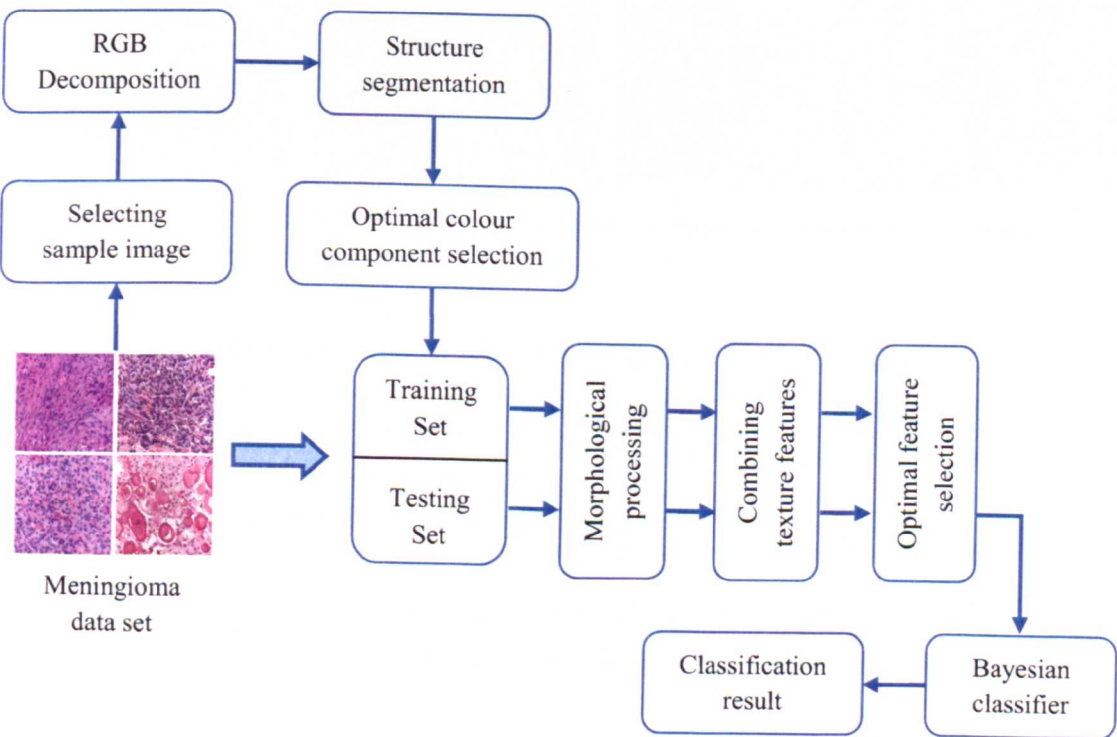 RGB
Decomposition
Structure
segmentation
Selecting
sample image
Optimal colour
component selection
Training
Set
Testing
Set
Morphological
processing
Combining
texture features
Optimal feature
selection
Meningioma
data set
Classification
result
Bayesian
classifier